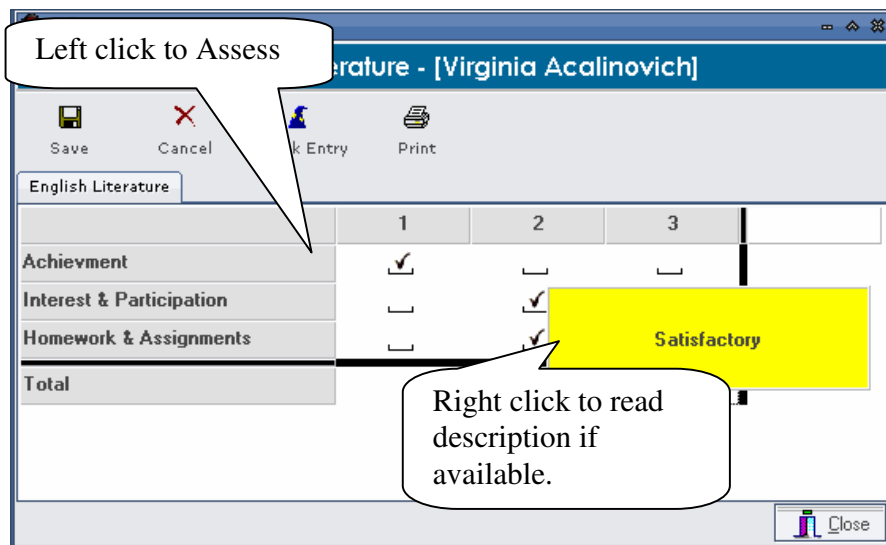 Left click to Assess
rature - [Virginia Acalinovich]
Save Cancel k Entry Print
English Literature
1 2 3
Achievment
Interest & Participation
Homework & Assignments
Satisfactory
Total
Right click to read
description if
available.
Close